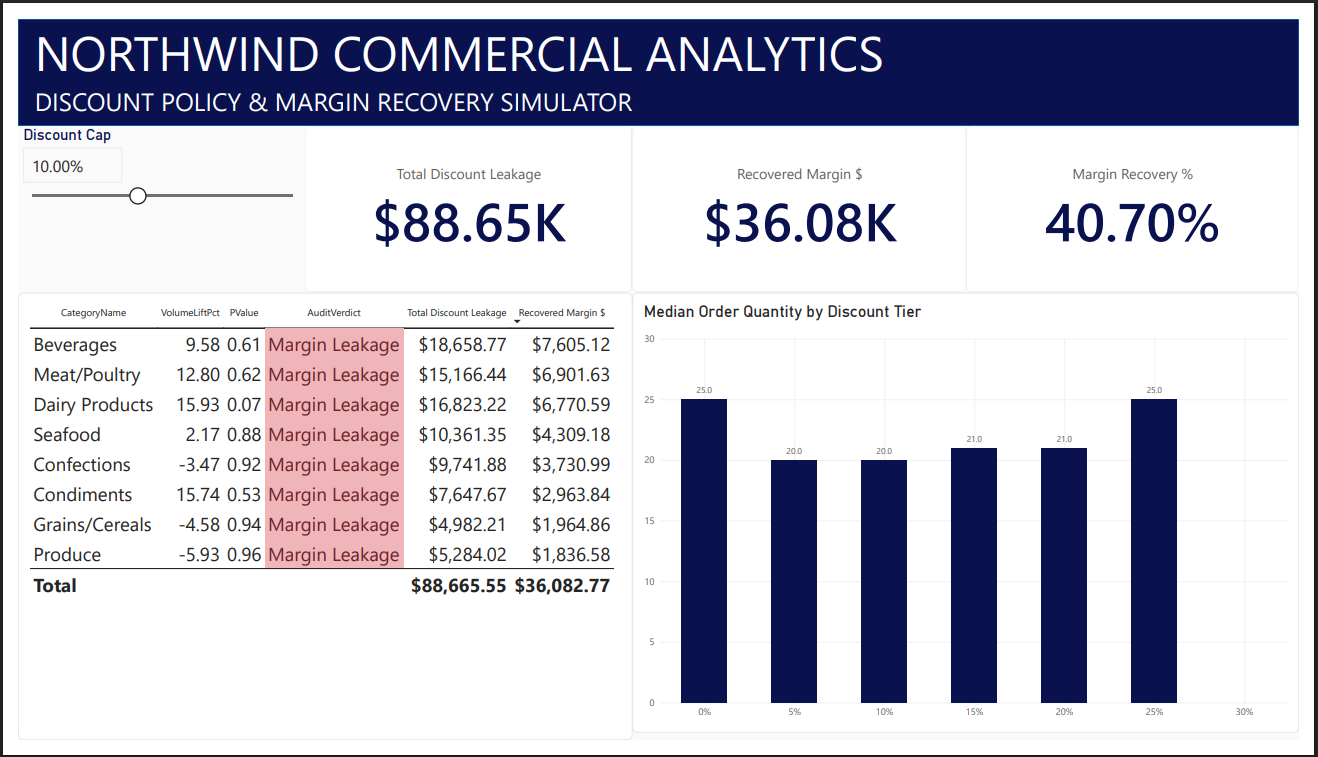 NORTHWIND COMMERCIAL ANALYTICS
DISCOUNT POLICY & MARGIN RECOVERY SIMULATOR
Discount Cap
10.00%
Total Discount Leakage
$88.65K
Recovered Margin $
$36.08K
Margin Recovery %
40.70%
CategoryName VolumeLiftPct PValue AuditVerdict Total Discount Leakage Recovered Margin $
Beverages 9.58 0.61 Margin Leakage $18,658.77 $7,605.12
Meat/Poultry 12.80 0.62 Margin Leakage $15,166.44 $6,901.63
Dairy Products 15.93 0.07 Margin Leakage $16,823.22 $6,770.59
Seafood 2.17 0.88 Margin Leakage $10,361.35 $4,309.18
Confections -3.47 0.92 Margin Leakage $9,741.88 $3,730.99
Condiments 15.74 0.53 Margin Leakage $7,647.67 $2,963.84
Grains/Cereals -4.58 0.94 Margin Leakage $4,982.21 $1,964.86
Produce -5.93 0.96 Margin Leakage $5,284.02 $1,836.58
Total $88,665.55 $36,082.77
Median Order Quantity by Discount Tier
30
25
20
15
10
5
0
25.0 20.0 20.0 21.0 21.0 25.0
0% 5% 10% 15% 20% 25% 30%